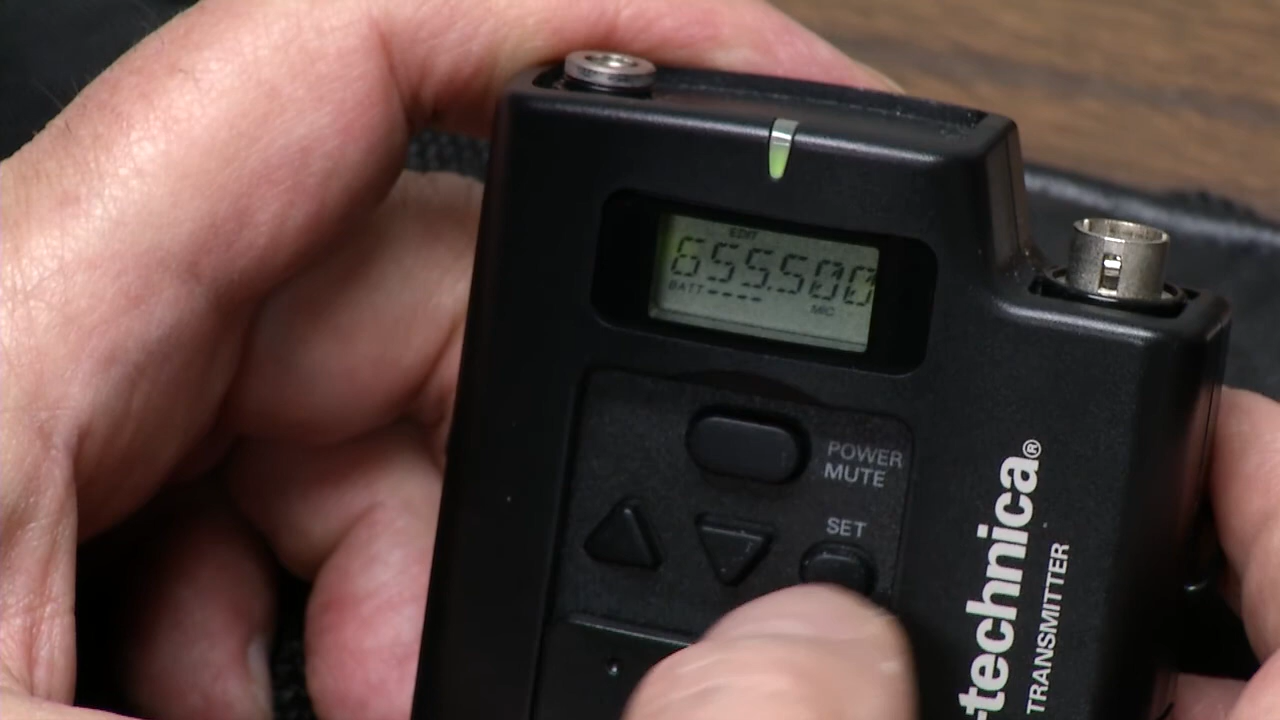 EDIT
655.500
BATT
MIC
POWER
MUTE
SET
-technica®
TRANSMITTER